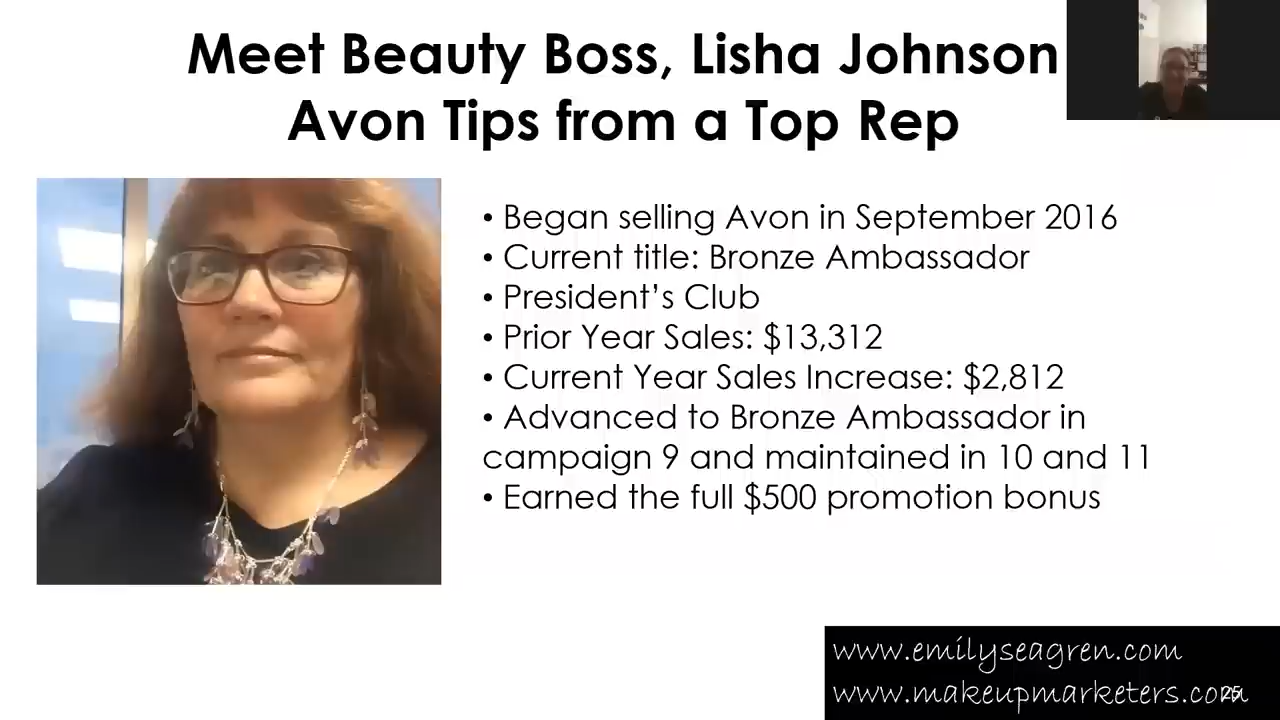 Meet Beauty Boss, Lisha Johnson
Avon Tips from a Top Rep
• Began selling Avon in September 2016
• Current title: Bronze Ambassador
• President’s Club
• Prior Year Sales: $13,312
• Current Year Sales Increase: $2,812
• Advanced to Bronze Ambassador in
campaign 9 and maintained in 10 and 11
• Earned the full $500 promotion bonus
www.emilyseagren.com
www.makeupmarketers.com
25